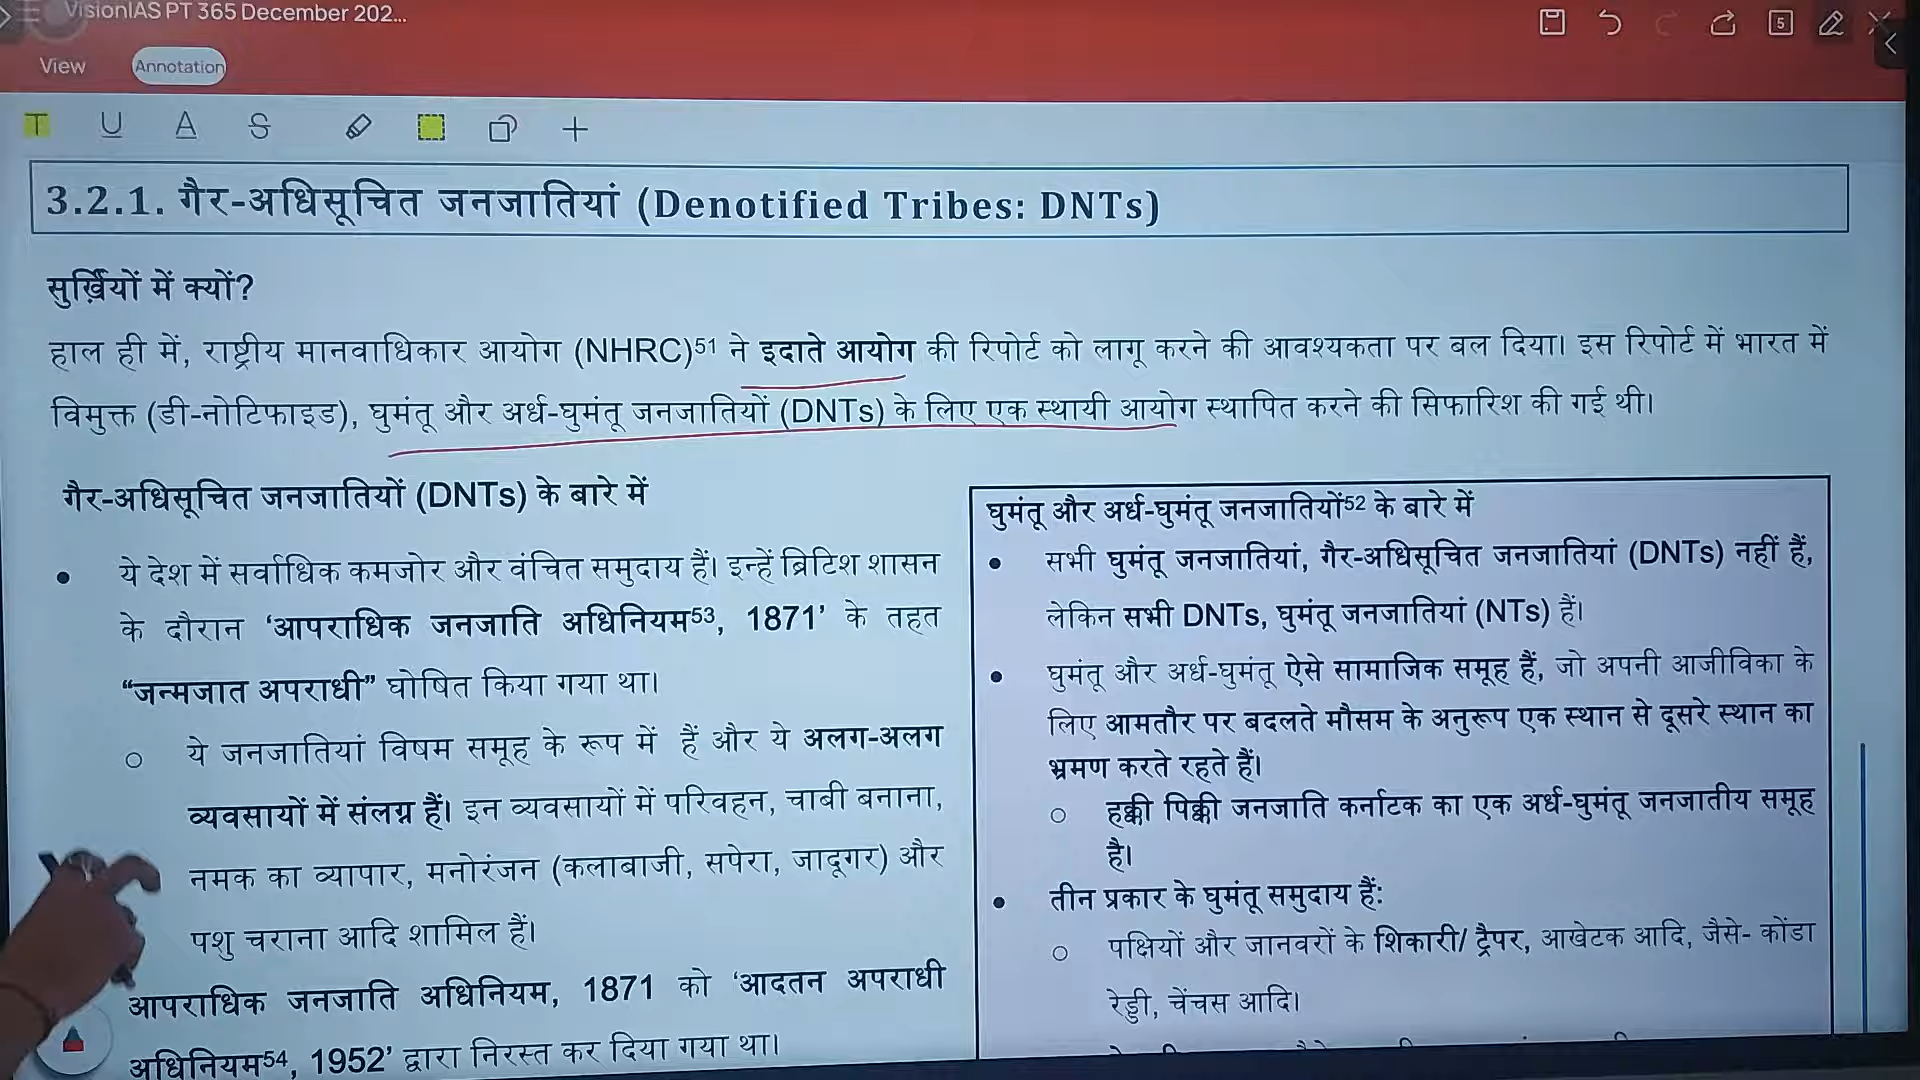 VisionIAS PT 365 December 202...
View
Annotation
T U A S
5
3.2.1. गैर-अधिसूचित जनजातियां (Denotified Tribes: DNTs)
सुर्ख़ियों में क्यों?
हाल ही में, राष्ट्रीय मानवाधिकार आयोग (NHRC)51 ने इदाते आयोग की रिपोर्ट को लागू करने की आवश्यकता पर बल दिया। इस रिपोर्ट में भारत में
विमुक्त (डी-नोटिफाइड), घुमंतू और अर्ध-घुमंतू जनजातियों (DNTs) के लिए एक स्थायी आयोग स्थापित करने की सिफारिश की गई थी।
गैर-अधिसूचित जनजातियों (DNTs) के बारे में
● ये देश में सर्वाधिक कमजोर और वंचित समुदाय हैं। इन्हें ब्रिटिश शासन
के दौरान ‘आपराधिक जनजाति अधिनियम53, 1871’ के तहत
“जन्मजात अपराधी” घोषित किया गया था।
○ ये जनजातियां विषम समूह के रूप में हैं और ये अलग-अलग
व्यवसायों में संलग्न हैं। इन व्यवसायों में परिवहन, चाबी बनाना,
नमक का व्यापार, मनोरंजन (कलाबाजी, सपेरा, जादूगर) और
पशु चराना आदि शामिल हैं।
आपराधिक जनजाति अधिनियम, 1871 को ‘आदतन अपराधी
अधिनियम54, 1952’ द्वारा निरस्त कर दिया गया था।
घुमंतू और अर्ध-घुमंतू जनजातियों52 के बारे में
● सभी घुमंतू जनजातियां, गैर-अधिसूचित जनजातियां (DNTs) नहीं हैं,
लेकिन सभी DNTs, घुमंतू जनजातियां (NTs) हैं।
● घुमंतू और अर्ध-घुमंतू ऐसे सामाजिक समूह हैं, जो अपनी आजीविका के
लिए आमतौर पर बदलते मौसम के अनुरूप एक स्थान से दूसरे स्थान का
भ्रमण करते रहते हैं।
○ हक्की पिक्की जनजाति कर्नाटक का एक अर्ध-घुमंतू जनजातीय समूह
है।
● तीन प्रकार के घुमंतू समुदाय हैं:
○ पक्षियों और जानवरों के शिकारी/ ट्रैपर, आखेटक आदि, जैसे- कोंडा
रेड्डी, चेंचस आदि।